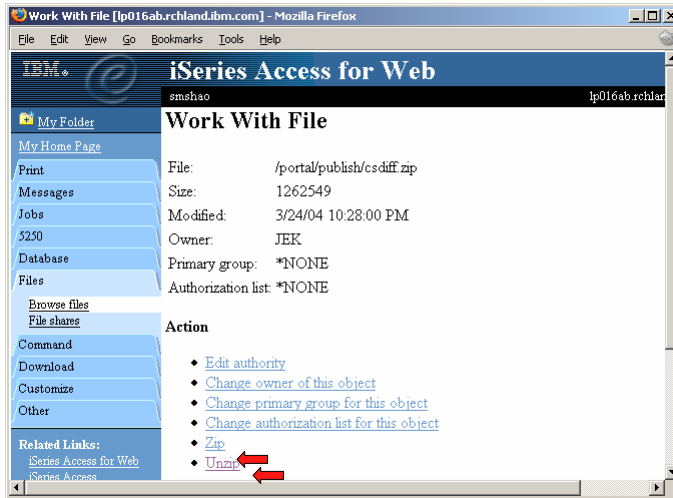 Work With File [lp016ab.rchland.ibm.com] - Mozilla Firefox
File Edit View Go Bookmarks Tools Help
IBM. iSeries Access for Web
smshao lp016ab.rchlan
My Folder
My Home Page
Print
Messages
Jobs
5250
Database
Files
Browse files
File shares
Command
Download
Customize
Other
Related Links:
iSeries Access for Web
iSeries Access
Work With File
File: /portal/publish/csdiff.zip
Size: 1262549
Modified: 3/24/04 10:28:00 PM
Owner: JEK
Primary group: *NONE
Authorization list: *NONE
Action
Edit authority
Change owner of this object
Change primary group for this object
Change authorization list for this object
Zip
Unzip